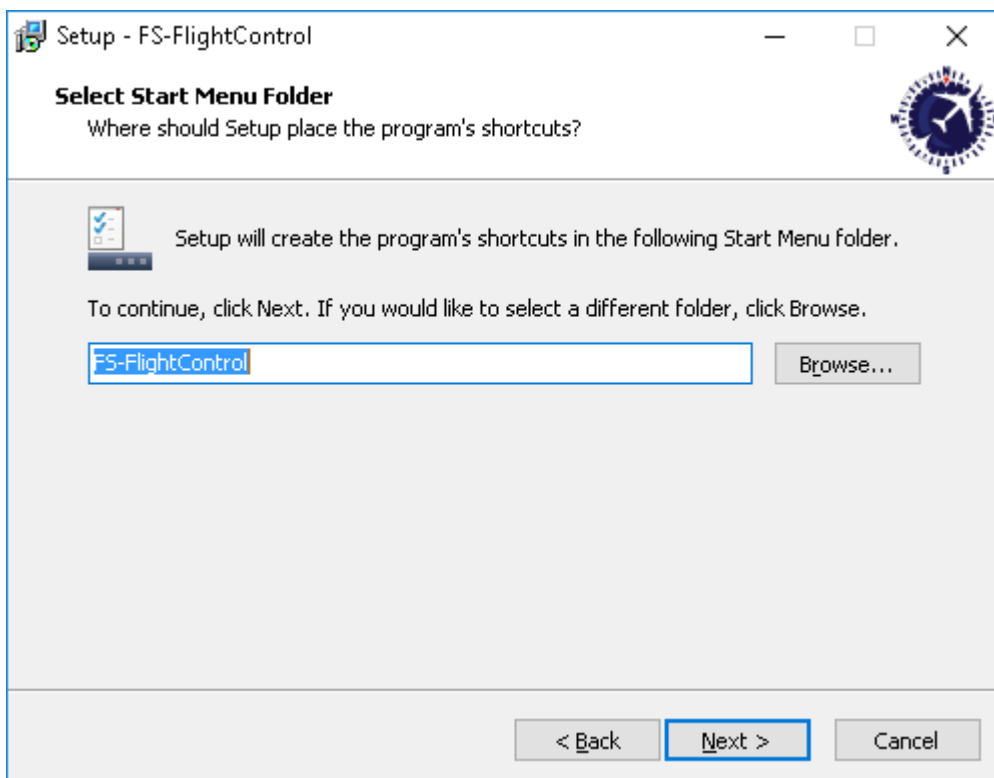 Setup - FS-FlightControl
Select Start Menu Folder
Where should Setup place the program's shortcuts?
Setup will create the program's shortcuts in the following Start Menu folder.
To continue, click Next. If you would like to select a different folder, click Browse.
FS-FlightControl
Browse...
< Back
Next >
Cancel